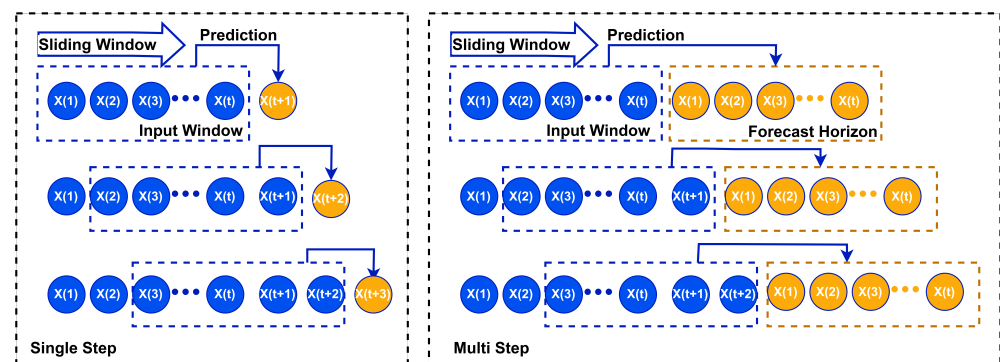 Sliding Window
Prediction
X(1) X(2) X(3) X(t) X(t+1)
Input Window
X(1) X(2) X(3) X(t) X(t+1) X(t+2)
X(1) X(2) X(3) X(t) X(t+1) X(t+2) X(t+3)
Single Step
Sliding Window
Prediction
X(1) X(2) X(3) X(t) X(1) X(2) X(3) X(t)
Input Window
Forecast Horizon
X(1) X(2) X(3) X(t) X(t+1) X(1) X(2) X(3) X(t)
X(1) X(2) X(3) X(t) X(t+1) X(t+2) X(1) X(2) X(3) X(t)
Multi Step